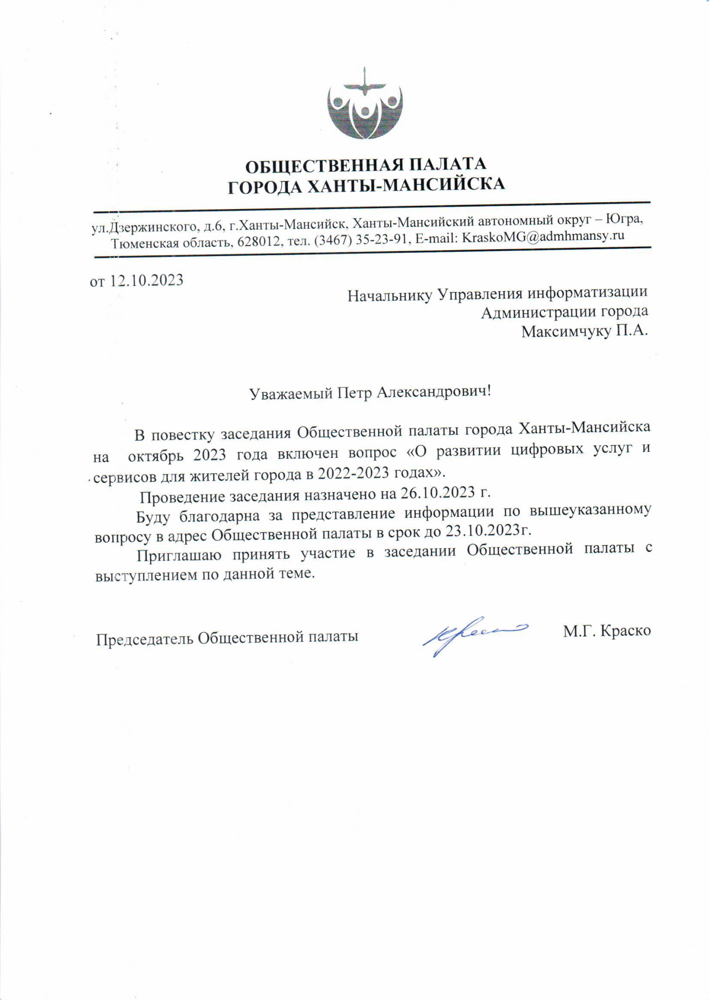 ОБЩЕСТВЕННАЯ ПАЛАТА
ГОРОДА ХАНТЫ-МАНСИЙСКА
ул.Дзержинского, д.6, г.Ханты-Мансийск, Ханты-Мансийский автономный округ – Югра,
Тюменская область, 628012, тел. (3467) 35-23-91, E-mail: KraskoMG@admhmansy.ru
от 12.10.2023
Начальнику Управления информатизации
Администрации города
Максимчуку П.А.
Уважаемый Петр Александрович!
В повестку заседания Общественной палаты города Ханты-Мансийска
на октябрь 2023 года включен вопрос «О развитии цифровых услуг и
сервисов для жителей города в 2022-2023 годах».
Проведение заседания назначено на 26.10.2023 г.
Буду благодарна за представление информации по вышеуказанному
вопросу в адрес Общественной палаты в срок до 23.10.2023г.
Приглашаю принять участие в заседании Общественной палаты с
выступлением по данной теме.
Председатель Общественной палаты М.Г. Краско